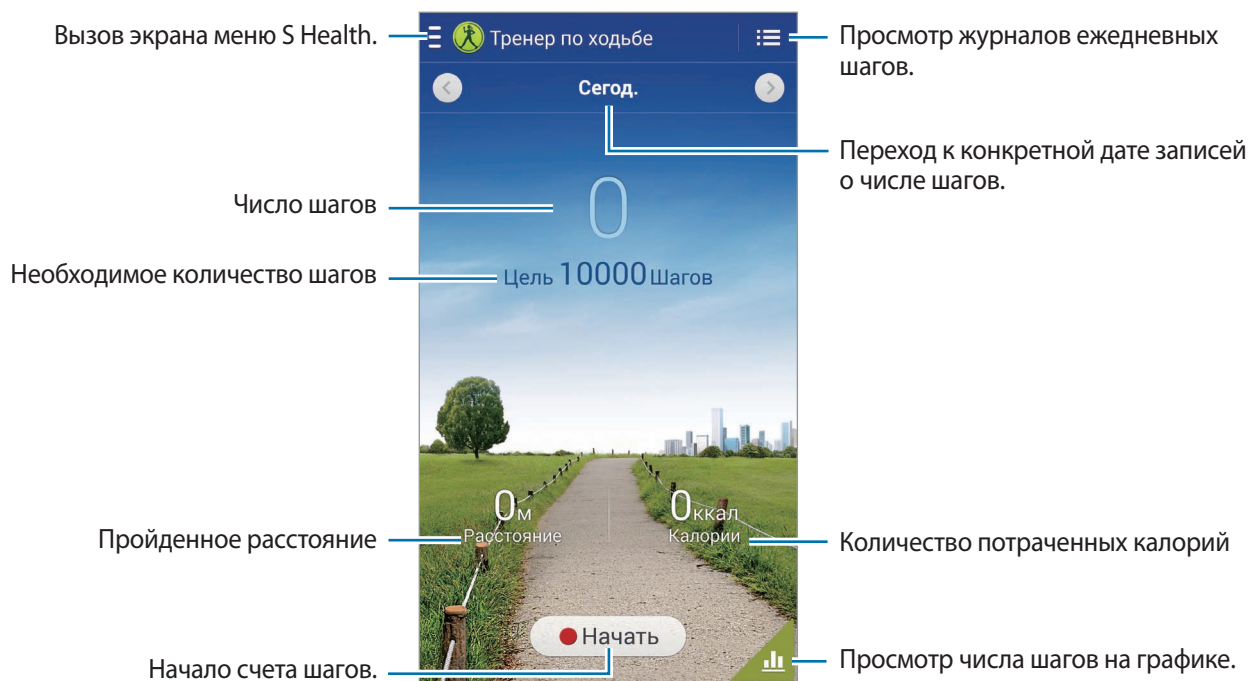 Вызов экрана меню S Health.
Тренер по ходьбе
Просмотр журналов ежедневных
шагов.
Сегод.
Переход к конкретной дате записей
о числе шагов.
Число шагов
0
Необходимое количество шагов
Цель 10000 Шагов
0м
Расстояние
0ккал
Калории
Пройденное расстояние
Количество потраченных калорий
Начать
Начало счета шагов.
Просмотр числа шагов на графике.